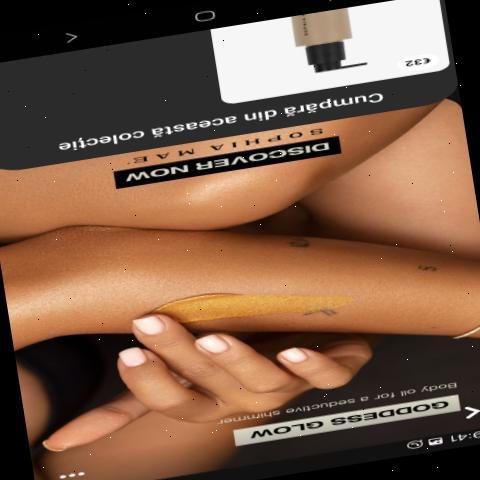 9:41
GODDESS GLOW
Body oil for a seductive shimmer
DISCOVER NOW
SOPHIA MAE
Cumpără din această colecție
€32